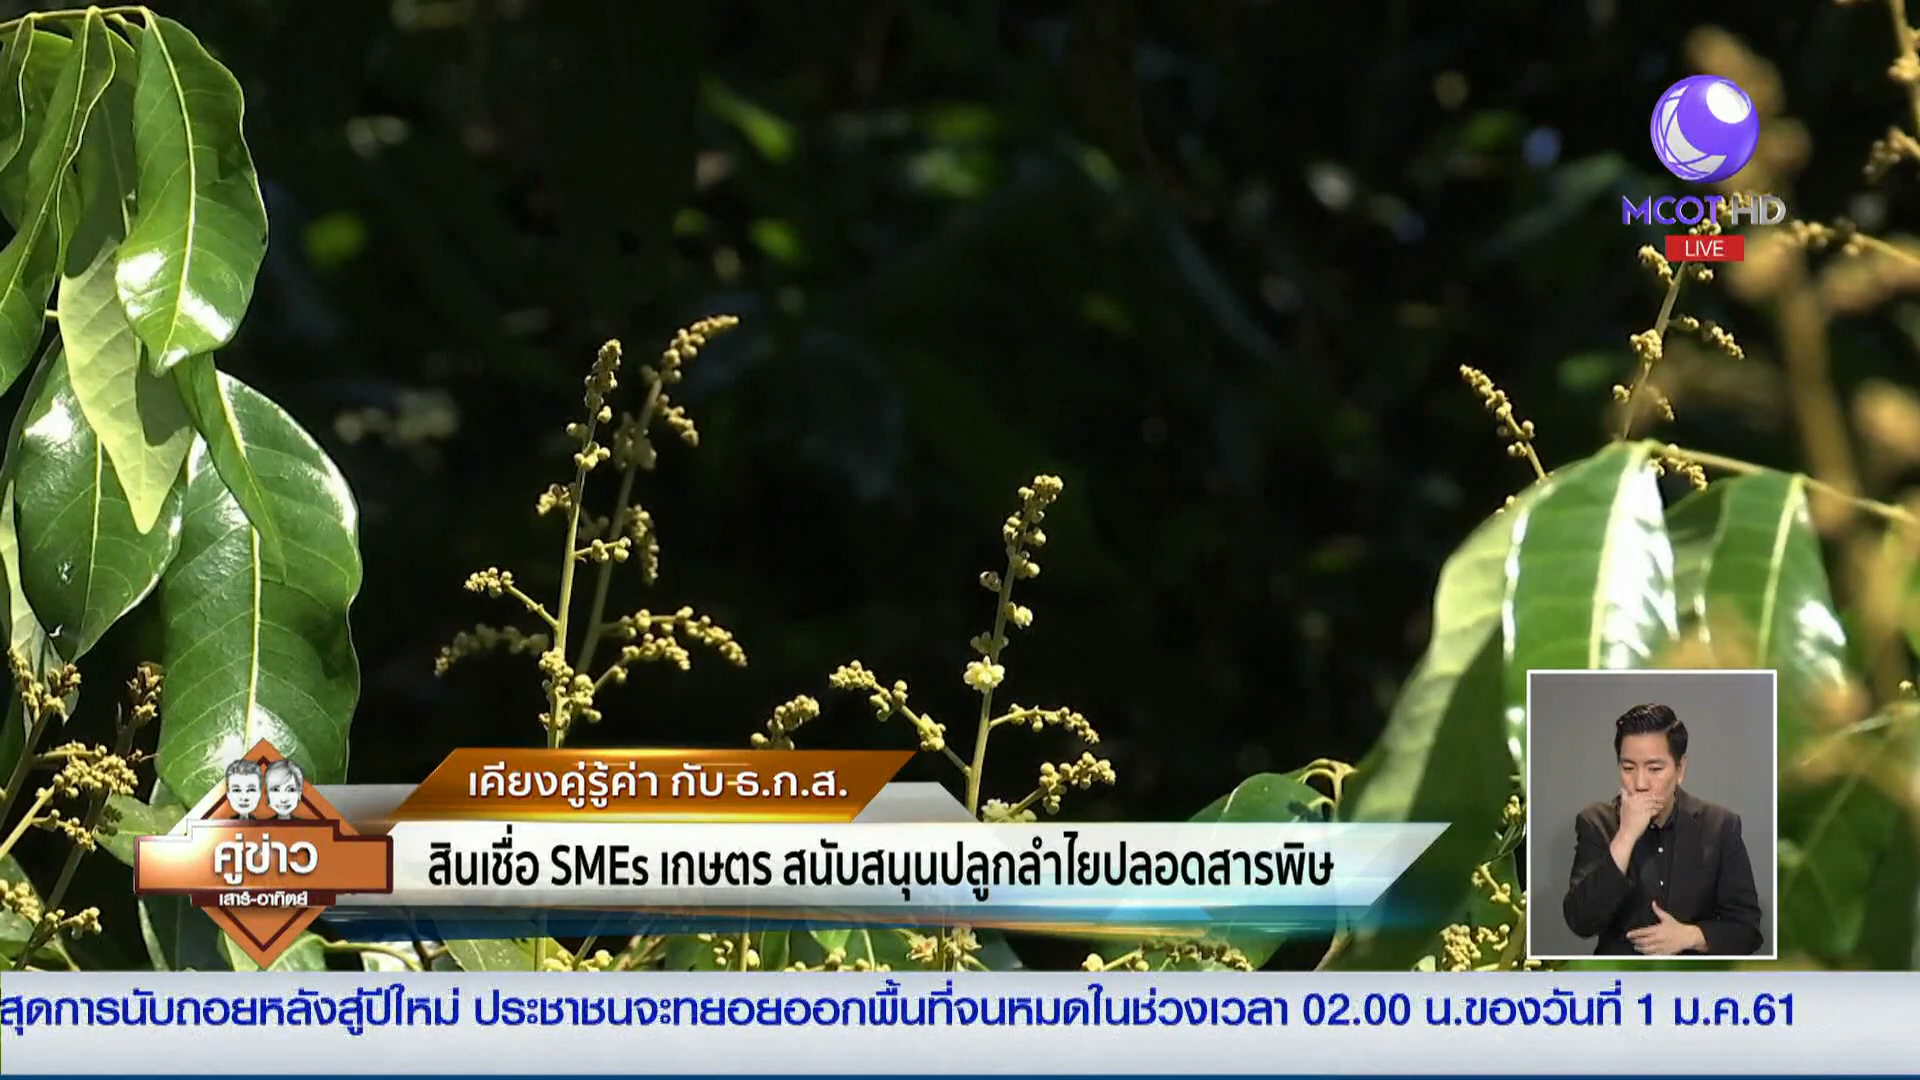 MCOT HD
LIVE
เคียงคู่รู้ค่า กับ ธ.ก.ส.
คู่ข่าว
เสาร์-อาทิตย์
สินเชื่อ SMEs เกษตร สนับสนุนปลูกลำไยปลอดสารพิษ
สุดการนับถอยหลังสู่ปีใหม่ ประชาชนจะทยอยออกพื้นที่จนหมดในช่วงเวลา 02.00 น.ของวันที่ 1 ม.ค.61